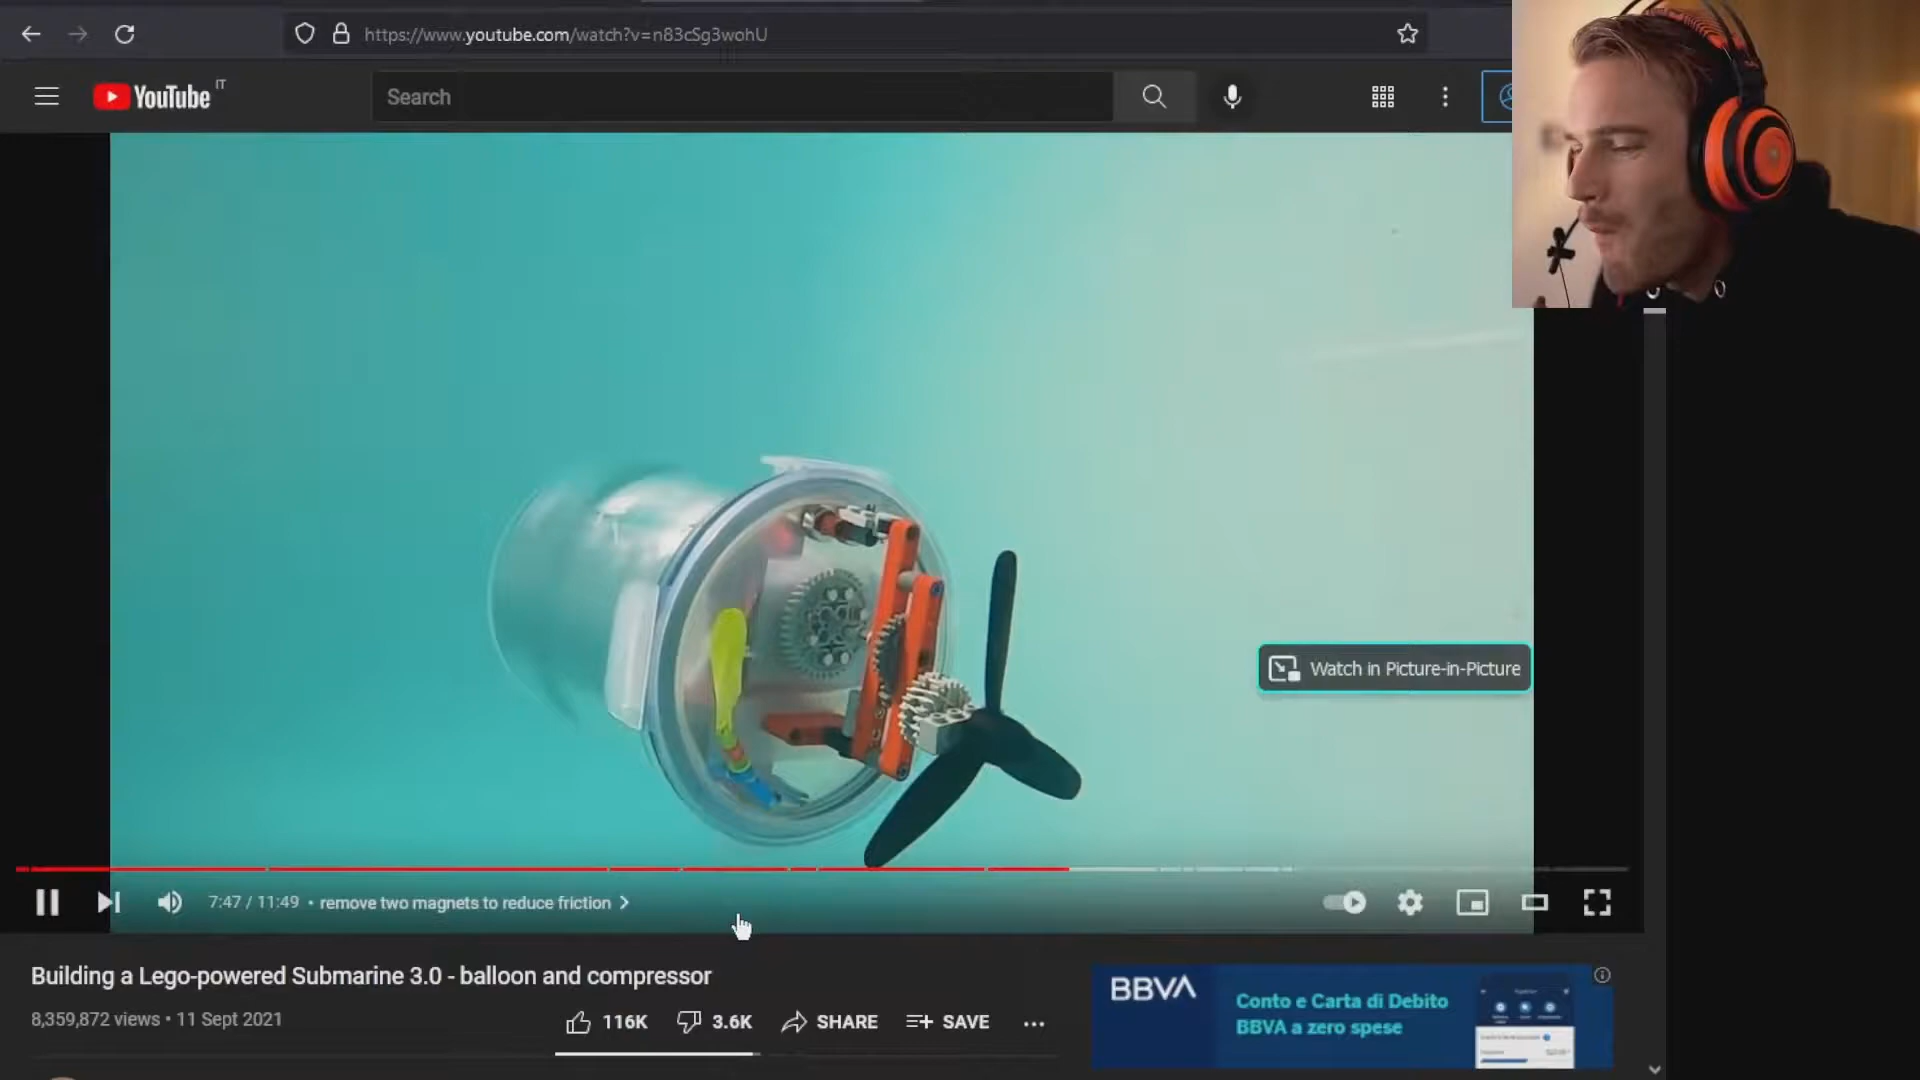 https://www.youtube.com/watch?v=n83cSg3wohU
YouTube IT
Search
Watch in Picture-in-Picture
7:47 / 11:49 • remove two magnets to reduce friction
Building a Lego-powered Submarine 3.0 - balloon and compressor
8,359,872 views • 11 Sept 2021
116K
3.6K
SHARE
SAVE
BBVA
Conto e Carta di Debito
BBVA a zero spese